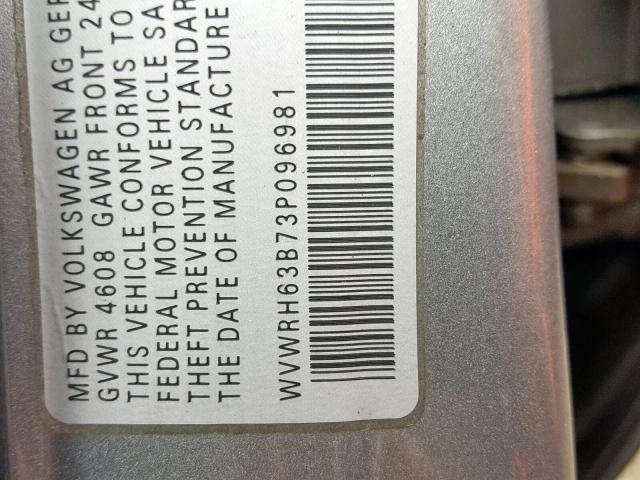 MFD BY VOLKSWAGEN AG GER
GVWR 4608 GAWR FRONT 24
THIS VEHICLE CONFORMS TO
FEDERAL MOTOR VEHICLE SA
THEFT PREVENTION STANDAR
THE DATE OF MANUFACTURE
WVWRH63B73P096981